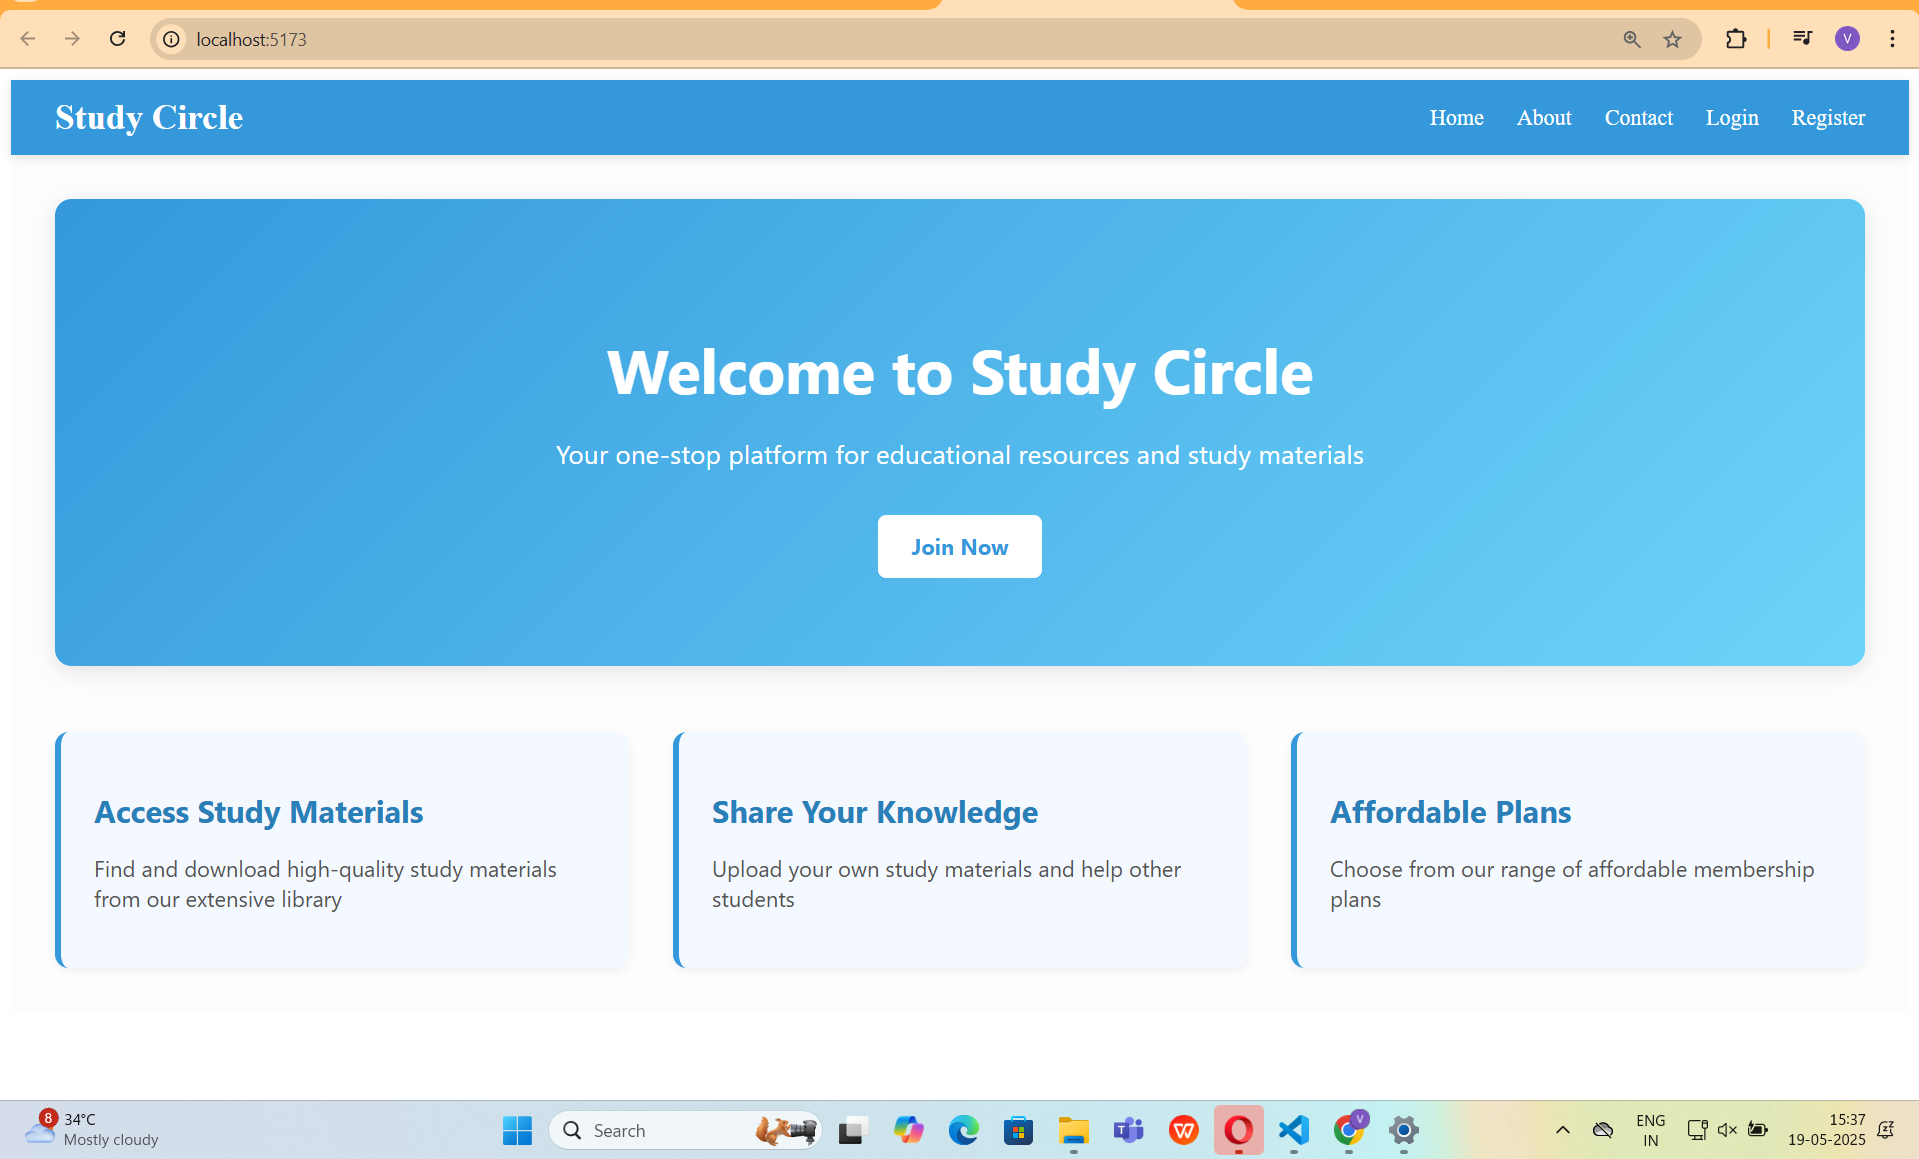 localhost:5173
V
Study Circle
Home About Contact Login Register
Welcome to Study Circle
Your one-stop platform for educational resources and study materials
Join Now
Access Study Materials
Find and download high-quality study materials
from our extensive library
Share Your Knowledge
Upload your own study materials and help other
students
Affordable Plans
Choose from our range of affordable membership
plans
8
34°C
Mostly cloudy
Search
V
ENG
IN
15:37
19-05-2025